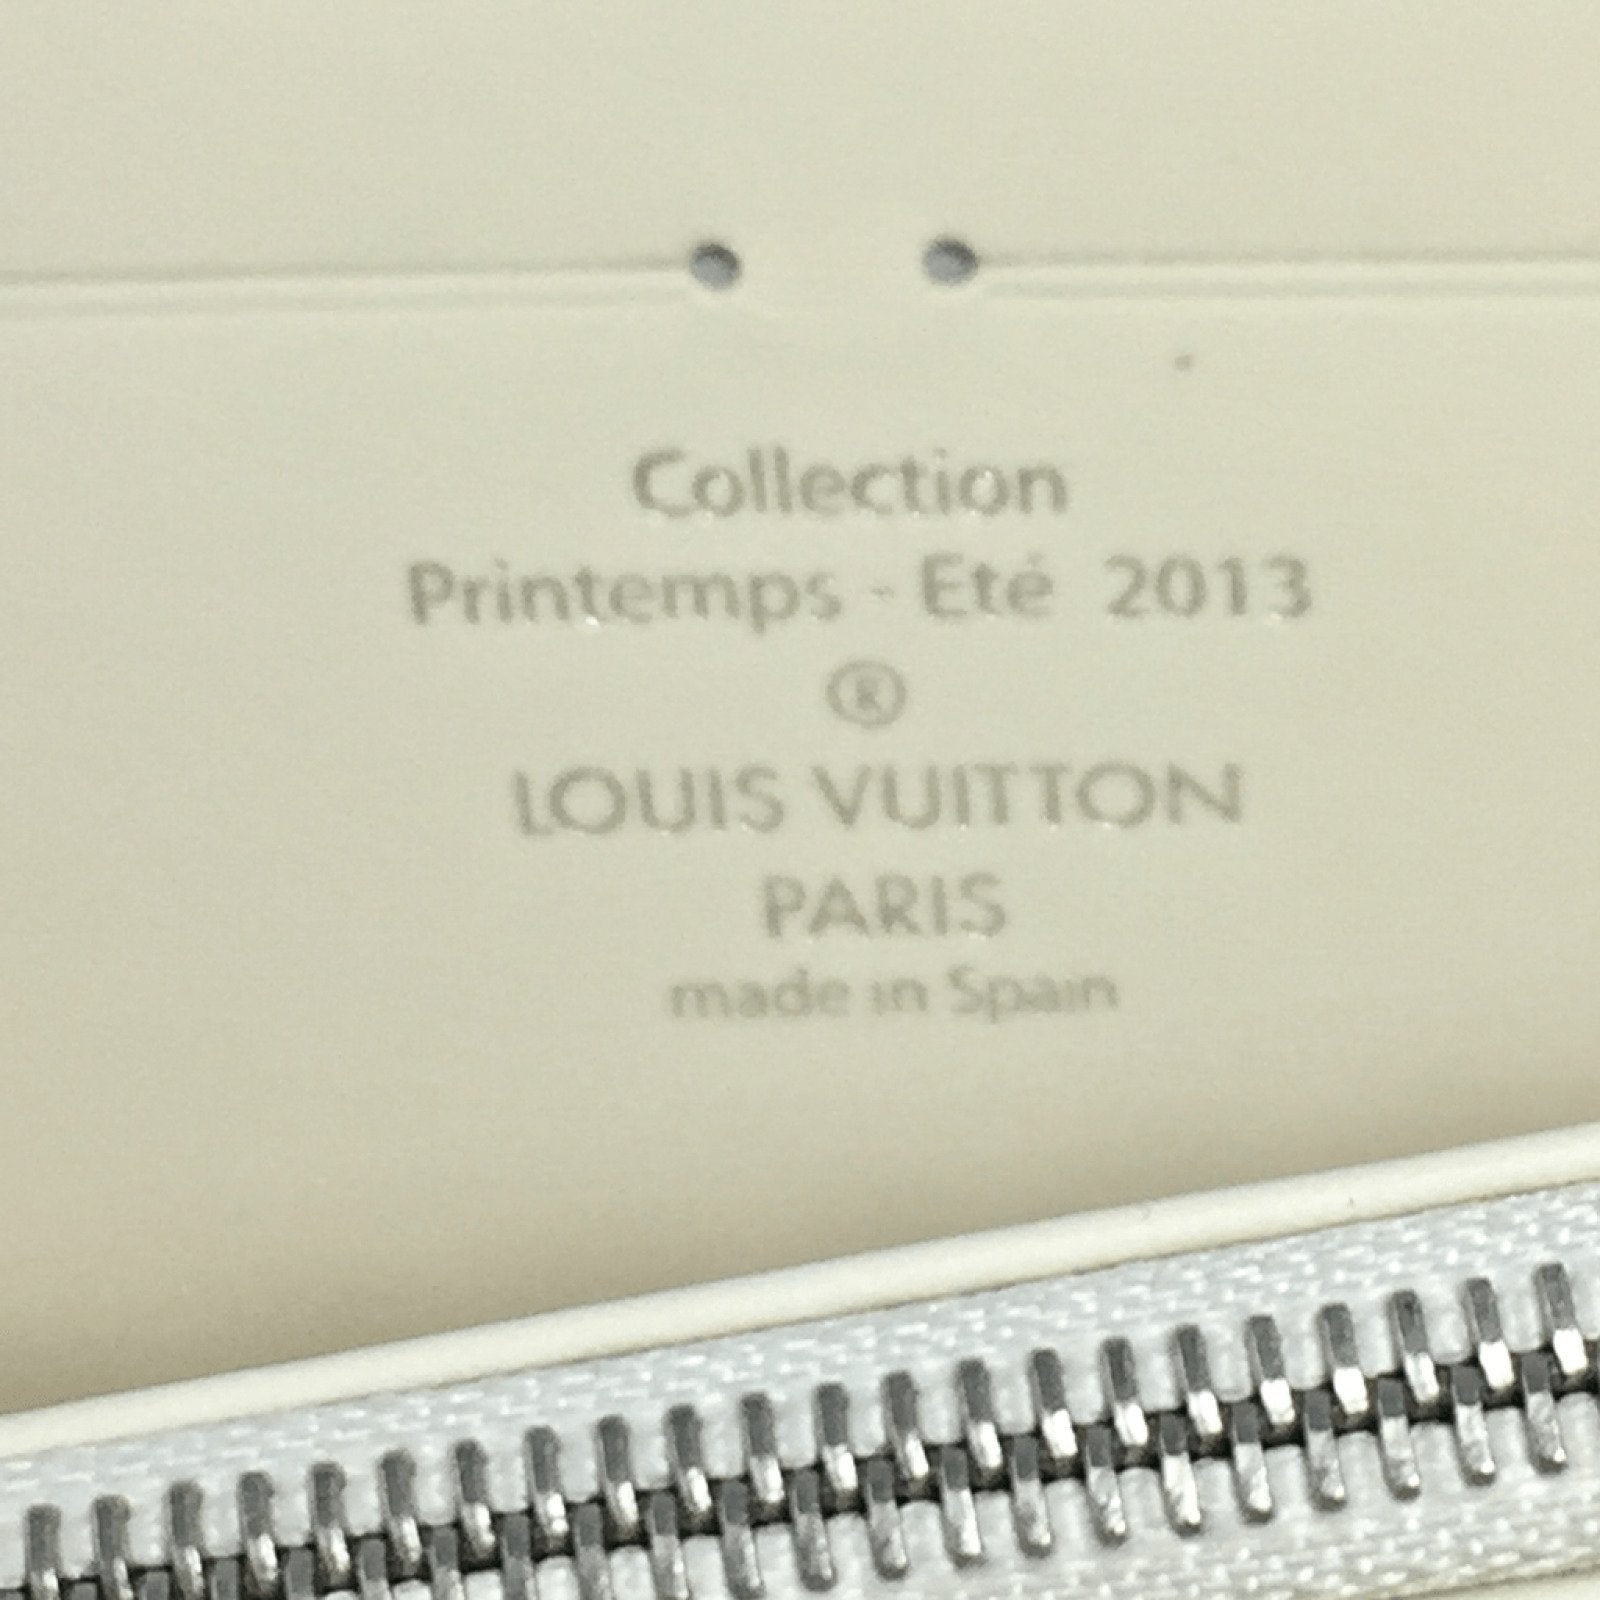 Collection
Printemps - Eté 2013
®
LOUIS VUITTON
PARIS
made in Spain